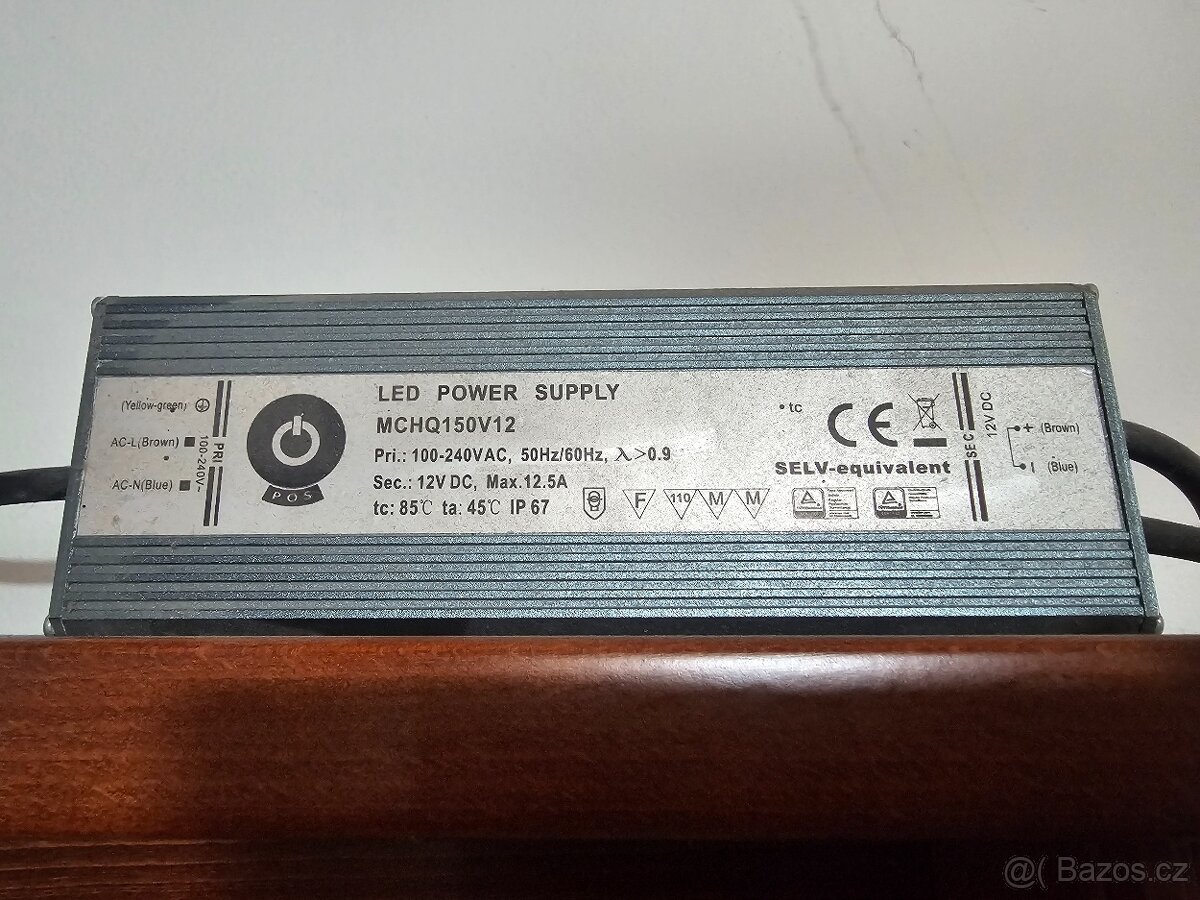 (Yellow-green)
AC-L(Brown)
AC-N(Blue)
PRI
100-240V~
POS
LED POWER SUPPLY
MCHQ150V12
Pri.: 100-240VAC, 50Hz/60Hz, λ>0.9
Sec.: 12V DC, Max.12.5A
tc: 85℃ ta: 45℃ IP 67
F
110
M
M
•tc
CE
SELV-equivalent
SEC
12V DC
+ (Brown)
(Blue)
@( Bazos.cz